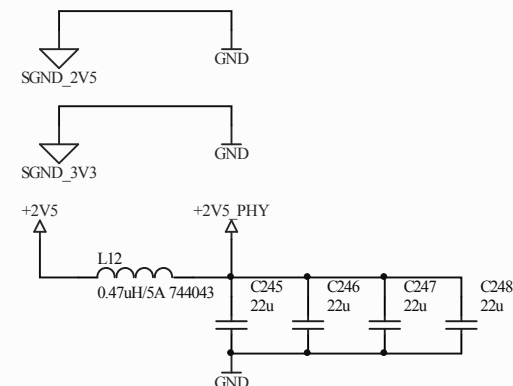 GND
SGND_2V5
GND
SGND_3V3
+2V5
+2V5_PHY
L12
0.47uH/5A 744043
C245
22u
C246
22u
C247
22u
C248
22u
GND